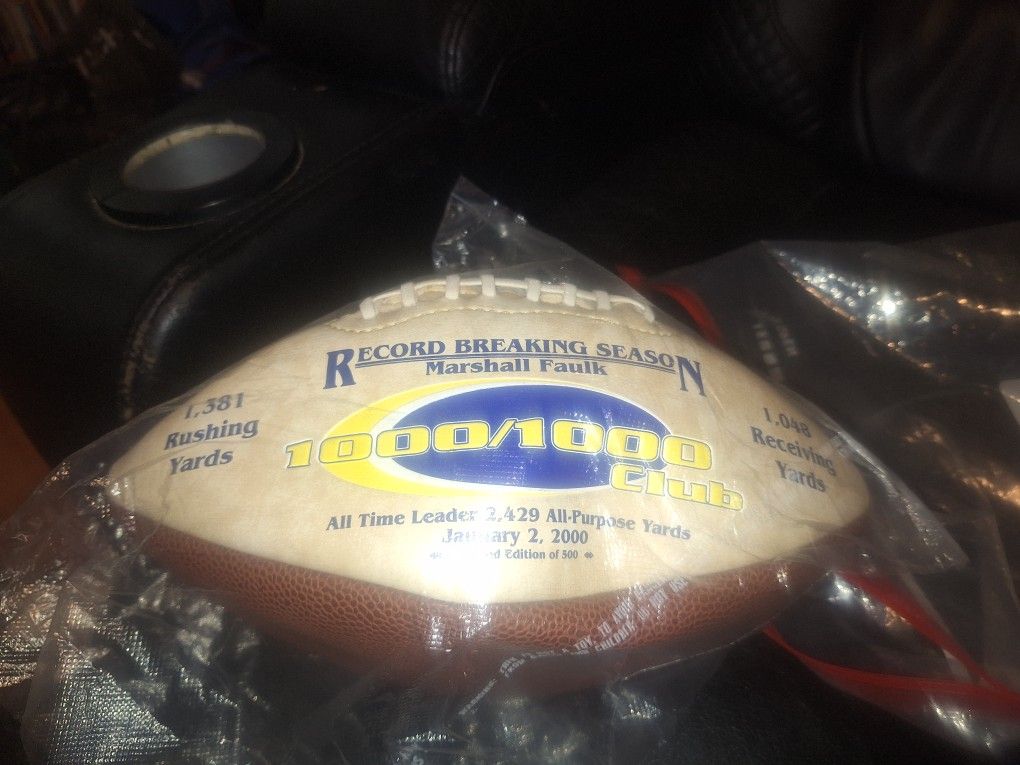 RECORD BREAKING SEASON
Marshall Faulk
1,381
Rushing
Yards
1000/1000
Club
1,048
Receiving
Yards
All Time Leader 2,429 All-Purpose Yards
January 2, 2000
Edition of 500